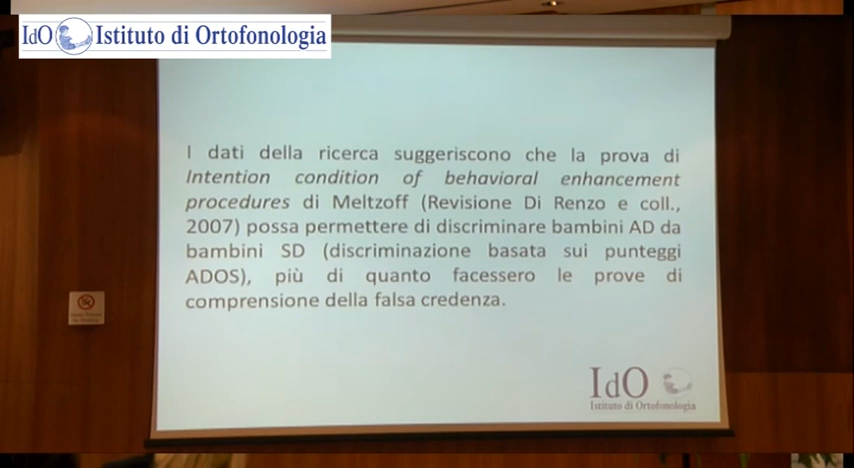 IdO Istituto di Ortofonologia
I dati della ricerca suggeriscono che la prova di
Intention condition of behavioral enhancement
procedures di Meltzoff (Revisione Di Renzo e coll.,
2007) possa permettere di discriminare bambini AD da
bambini SD (discriminazione basata sui punteggi
ADOS), più di quanto facessero le prove di
comprensione della falsa credenza.
IdO
Istituto di Ortofonologia